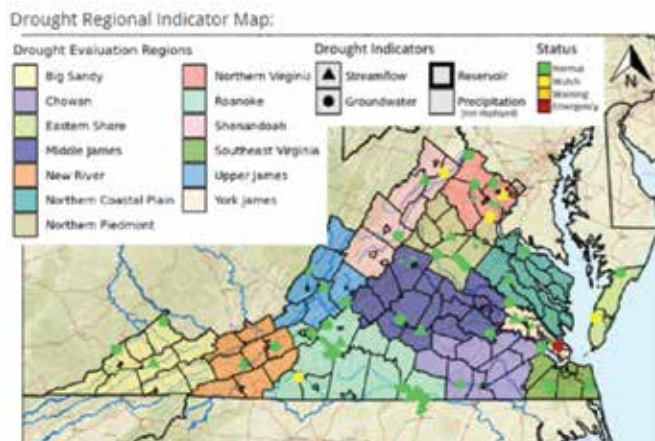 Drought Regional Indicator Map:
Drought Evaluation Regions
Big Sandy
Chowan
Eastern Shore
Middle James
New River
Northern Coastal Plain
Northern Piedmont
Northern Virginia
Roanoke
Shenandoah
Southeast Virginia
Upper James
York James
Drought Indicators
Streamflow
Groundwater
Reservoir
Precipitation
(not displayed)
Status
Normal
Watch
Warning
Emergency
N